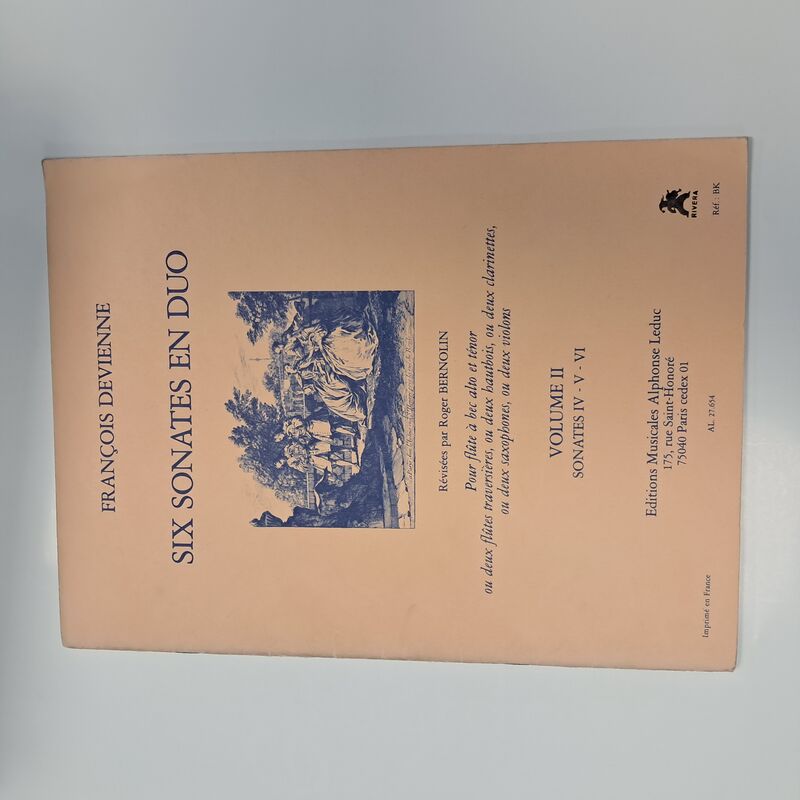 FRANÇOIS DEVIENNE
SIX SONATES EN DUO
Révisées par Roger BERNOLIN
Pour flûte à bec alto et ténor
ou deux flûtes traversières, ou deux hautbois, ou deux clarinettes,
ou deux saxophones, ou deux violons
VOLUME II
SONATES IV - V - VI
Editions Musicales Alphonse Leduc
175, rue Saint-Honoré
75040 Paris cedex 01
AL. 27.654
Imprimé en France
RIVERA
Réf. : BK